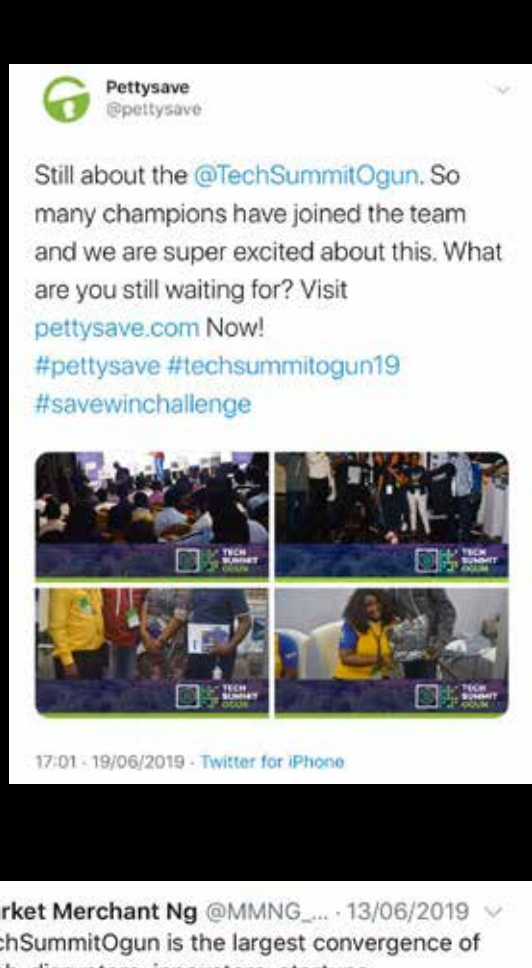 Pettysave
@pettysave
Still about the @TechSummitOgun. So
many champions have joined the team
and we are super excited about this. What
are you still waiting for? Visit
pettysave.com Now!
#pettysave #techsummitogun19
#savewinchallenge
TECH
SUMMIT
OGUN
TECH
SUMMIT
OGUN
TECH
SUMMIT
OGUN
TECH
SUMMIT
OGUN
17:01 - 19/06/2019 - Twitter for iPhone
rket Merchant Ng @MMNG_... · 13/06/2019
chSummitOgun is the largest convergence of